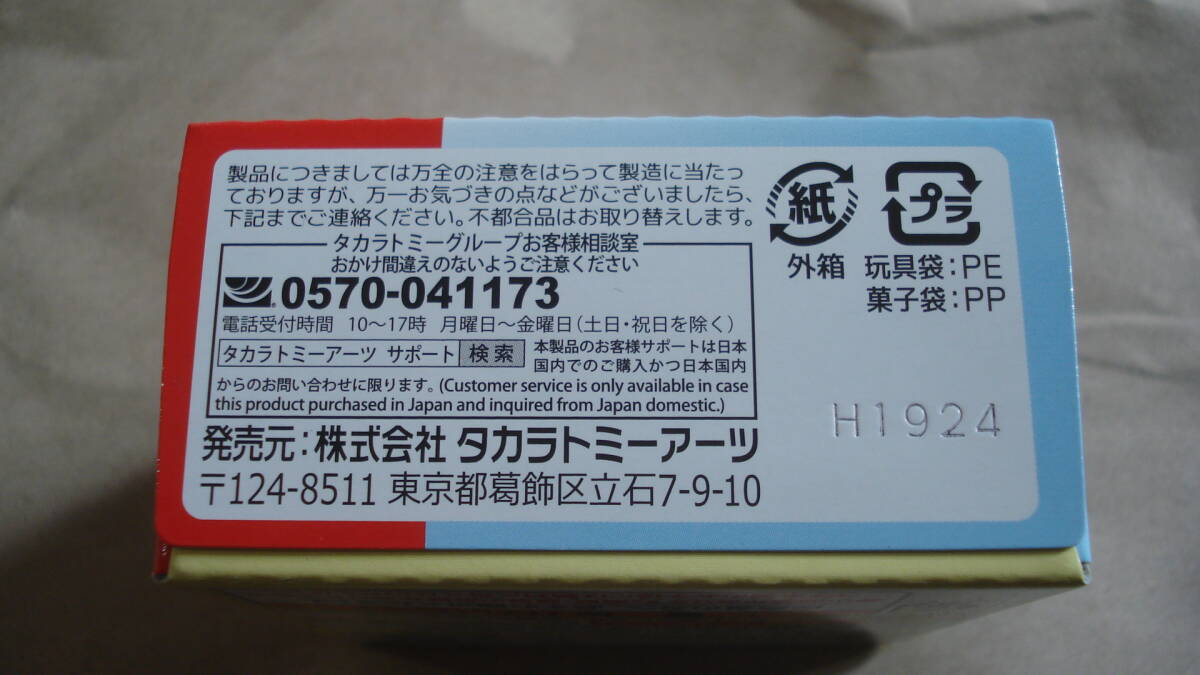 製品につきましては万全の注意をはらって製造に当たっ
ておりますが、万一お気づきの点などがございましたら、
下記までご連絡ください。不都合品はお取り替えします。
タカラトミーグループお客様相談室
おかけ間違えのないようご注意ください
0570-041173
電話受付時間 10～17時 月曜日～金曜日(土日・祝日を除く)
タカラトミーアーツ サポート 検索
本製品のお客様サポートは日本
国内でのご購入かつ日本国内
からのお問い合わせに限ります。(Customer service is only available in case
this product purchased in Japan and inquired from Japan domestic.)
発売元:株式会社 タカラトミーアーツ
〒124-8511 東京都葛飾区立石7-9-10
紙
外箱
プラ
玩具袋:PE
菓子袋:PP
H1924